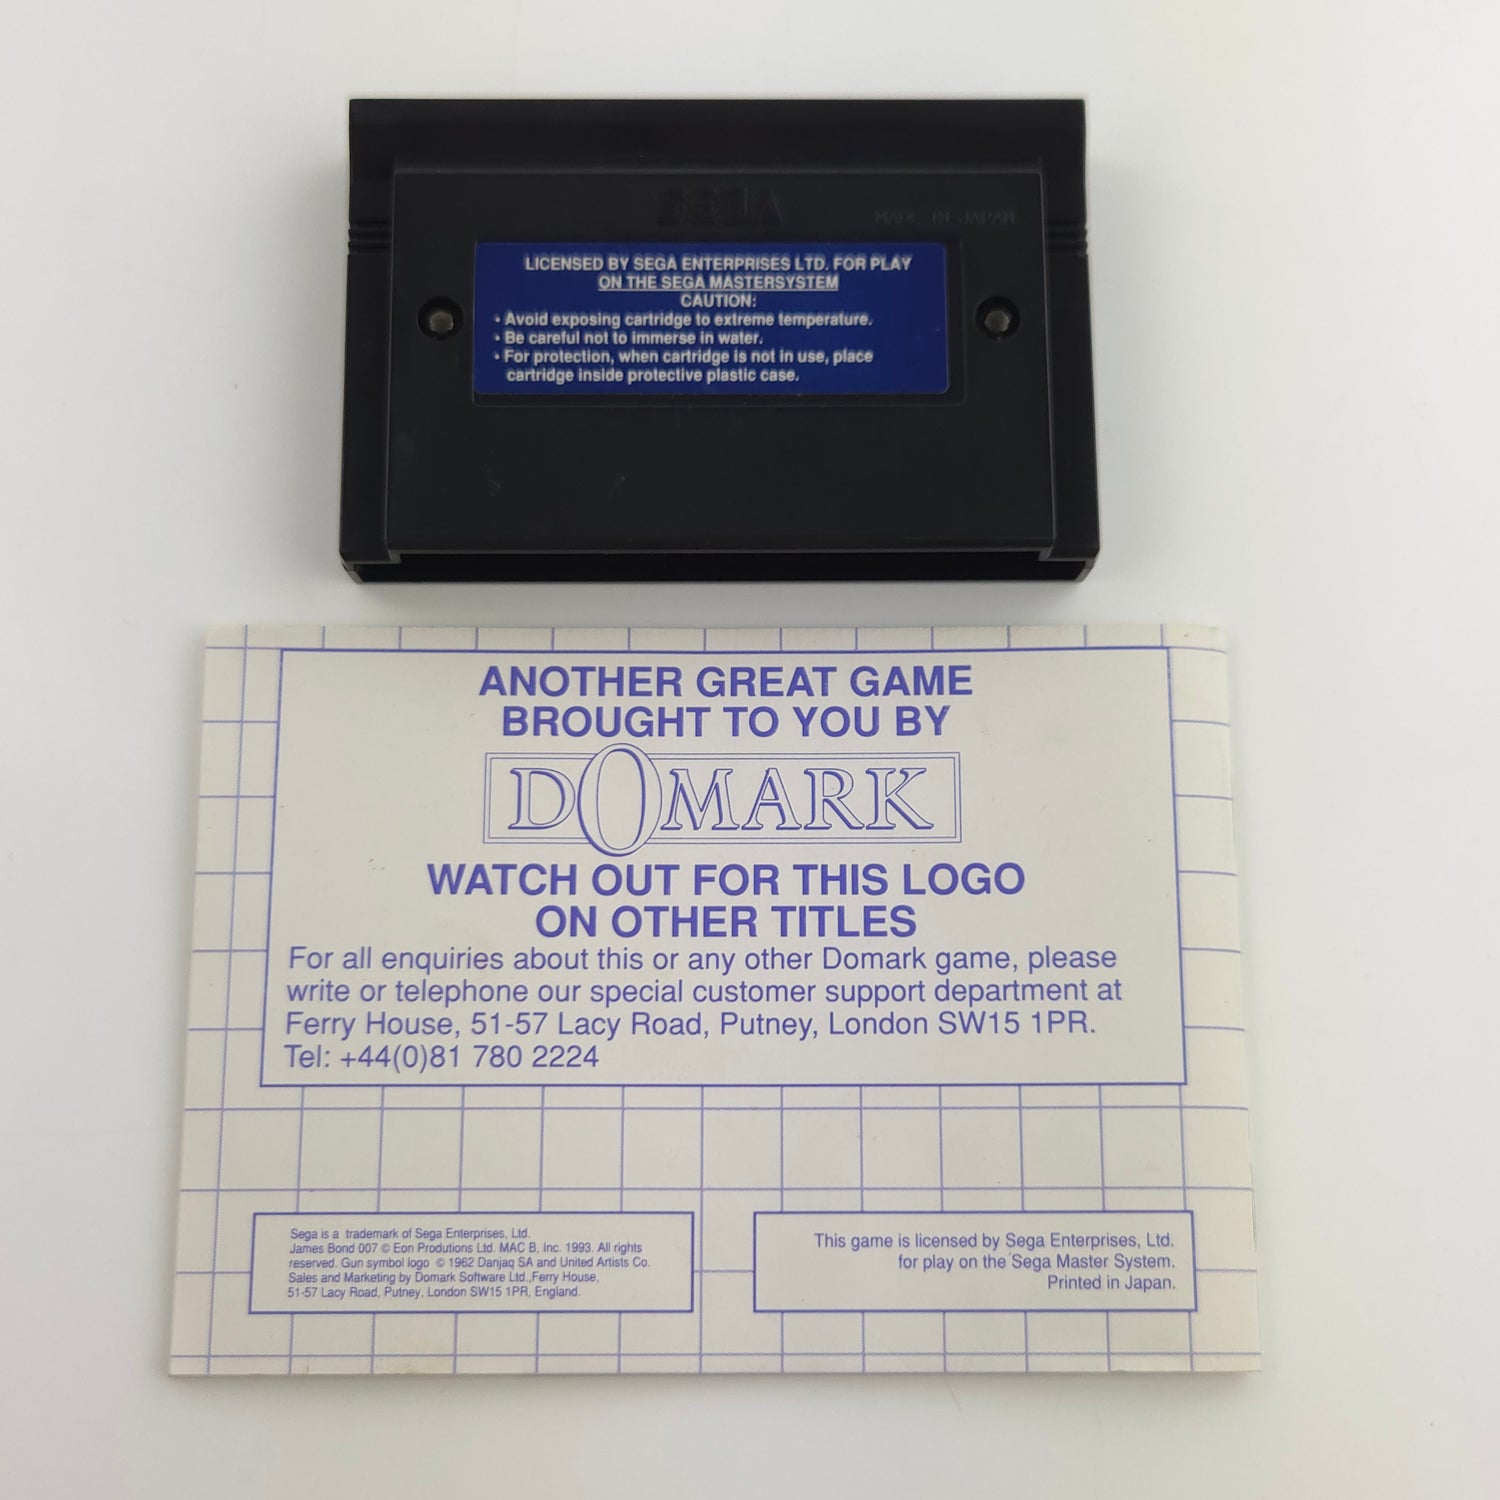 SEGA
MADE IN JAPAN
LICENSED BY SEGA ENTERPRISES LTD. FOR PLAY
ON THE SEGA MASTERSYSTEM
CAUTION:
• Avoid exposing cartridge to extreme temperature.
• Be careful not to immerse in water.
• For protection, when cartridge is not in use, place
cartridge inside protective plastic case.
ANOTHER GREAT GAME
BROUGHT TO YOU BY
DOMARK
WATCH OUT FOR THIS LOGO
ON OTHER TITLES
For all enquiries about this or any other Domark game, please
write or telephone our special customer support department at
Ferry House, 51-57 Lacy Road, Putney, London SW15 1PR.
Tel: +44(0)81 780 2224
Sega is a trademark of Sega Enterprises, Ltd.
James Bond 007 © Eon Produtions Ltd. MAC B, Inc. 1993. All rights
reserved. Gun symbol logo © 1962 Danjaq SA and United Artists Co.
Sales and Marketing by Domark Software Ltd.,Ferry House,
51-57 Lacy Road, Putney, London SW15 1PR, England.
This game is licensed by Sega Enterprises, Ltd.
for play on the Sega Master System.
Printed in Japan.